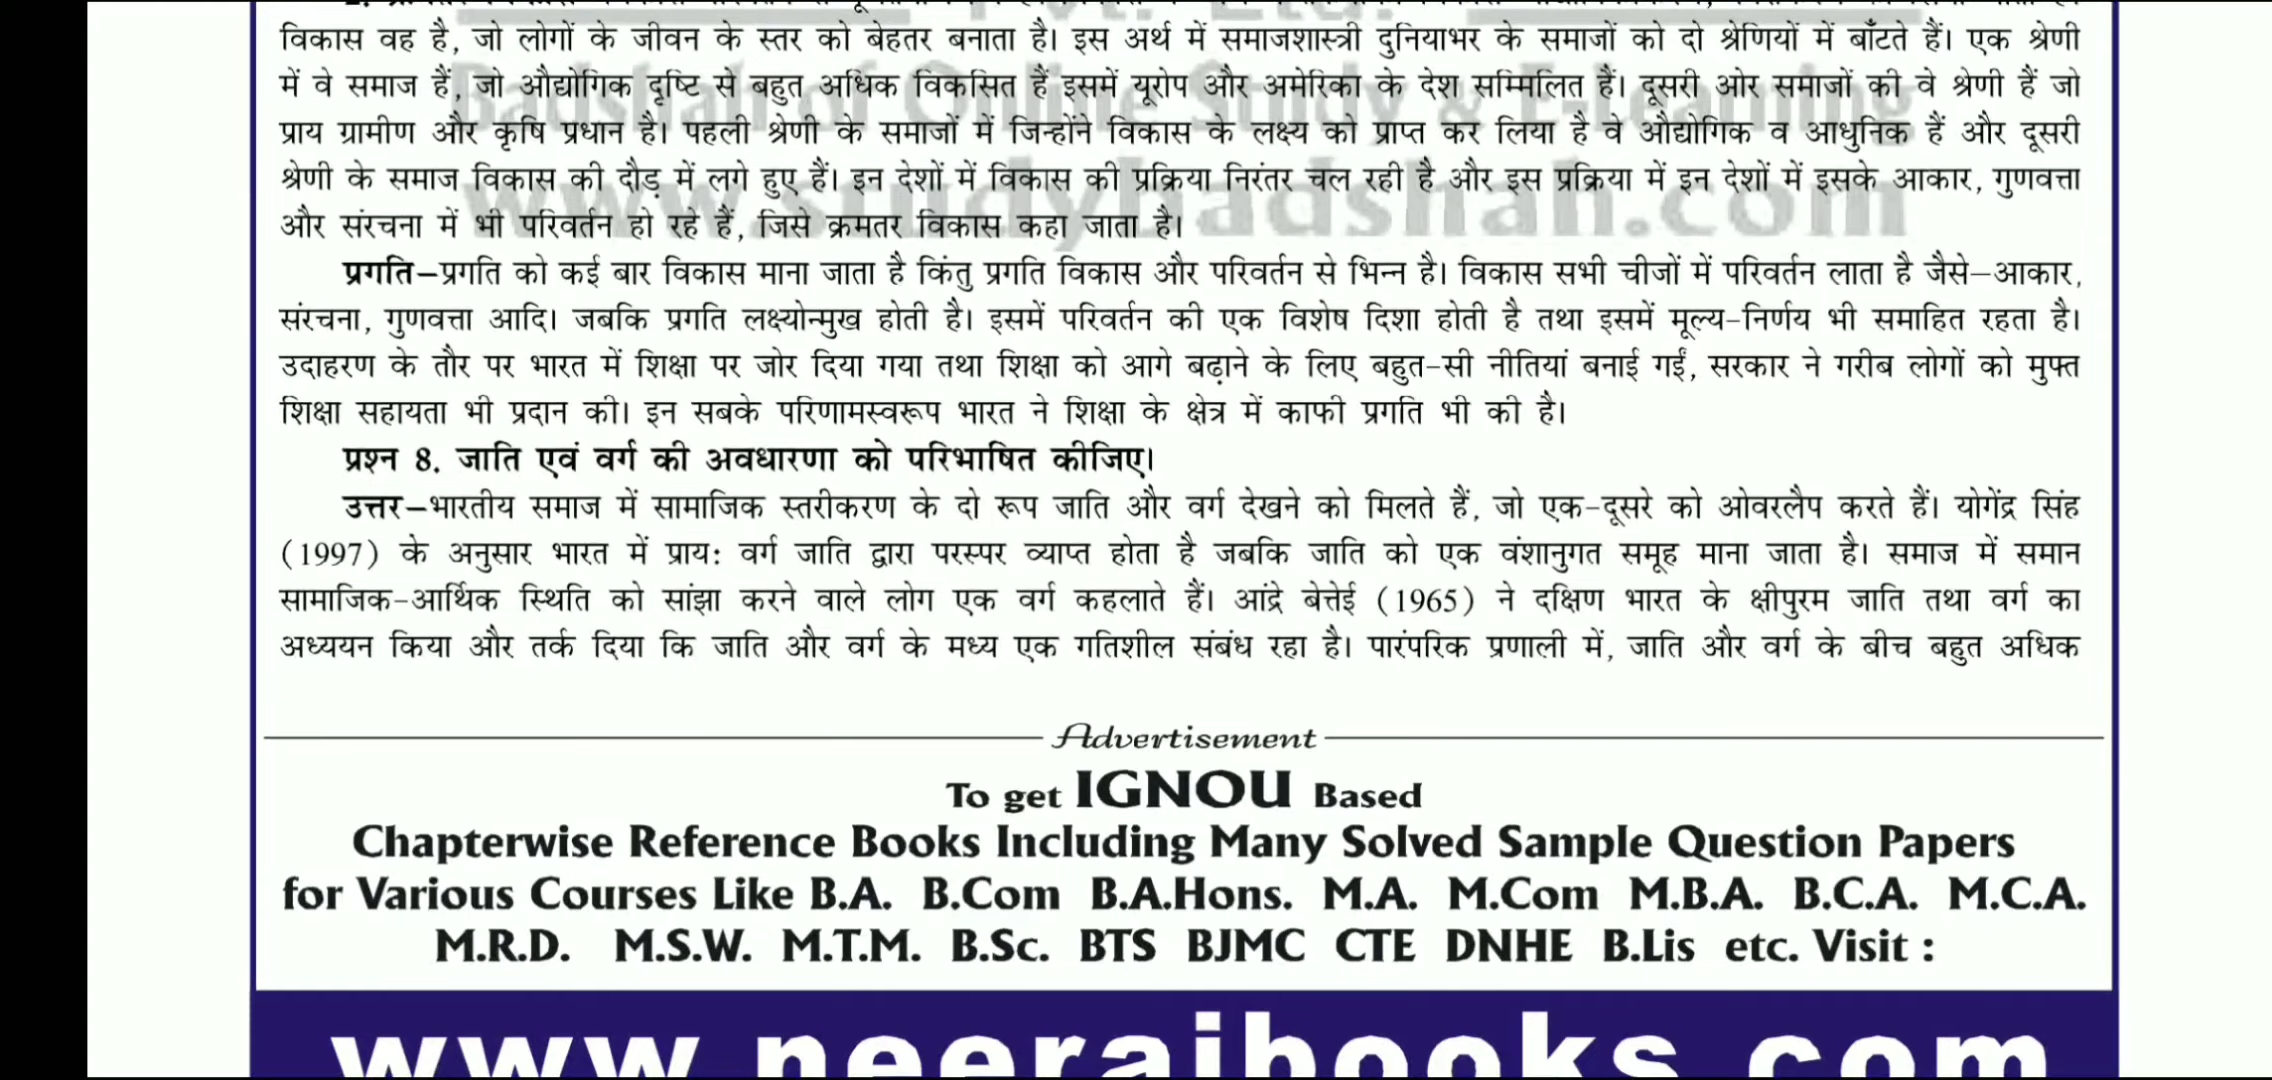 विकास वह है, जो लोगों के जीवन के स्तर को बेहतर बनाता है। इस अर्थ में समाजशास्त्री दुनियाभर के समाजों को दो श्रेणियों में बाँटते हैं। एक श्रेणी
में वे समाज हैं, जो औद्योगिक दृष्टि से बहुत अधिक विकसित हैं इसमें यूरोप और अमेरिका के देश सम्मिलित हैं। दूसरी ओर समाजों की वे श्रेणी हैं जो
Badshah of Online Study & E-Learning
प्राय ग्रामीण और कृषि प्रधान है। पहली श्रेणी के समाजों में जिन्होंने विकास के लक्ष्य को प्राप्त कर लिया है वे औद्योगिक व आधुनिक हैं और दूसरी
श्रेणी के समाज विकास की दौड़ में लगे हुए हैं। इन देशों में विकास की प्रक्रिया निरंतर चल रही है और इस प्रक्रिया में इन देशों में इसके आकार, गुणवत्ता
www.studybadshah.com
और संरचना में भी परिवर्तन हो रहे हैं, जिसे क्रमतर विकास कहा जाता है।
प्रगति–प्रगति को कई बार विकास माना जाता है किंतु प्रगति विकास और परिवर्तन से भिन्न है। विकास सभी चीजों में परिवर्तन लाता है जैसे–आकार,
संरचना, गुणवत्ता आदि। जबकि प्रगति लक्ष्योन्मुख होती है। इसमें परिवर्तन की एक विशेष दिशा होती है तथा इसमें मूल्य-निर्णय भी समाहित रहता है।
उदाहरण के तौर पर भारत में शिक्षा पर जोर दिया गया तथा शिक्षा को आगे बढ़ाने के लिए बहुत-सी नीतियां बनाई गईं, सरकार ने गरीब लोगों को मुफ्त
शिक्षा सहायता भी प्रदान की। इन सबके परिणामस्वरूप भारत ने शिक्षा के क्षेत्र में काफी प्रगति भी की है।
प्रश्न 8. जाति एवं वर्ग की अवधारणा को परिभाषित कीजिए।
उत्तर–भारतीय समाज में सामाजिक स्तरीकरण के दो रूप जाति और वर्ग देखने को मिलते हैं, जो एक-दूसरे को ओवरलैप करते हैं। योगेंद्र सिंह
(1997) के अनुसार भारत में प्राय: वर्ग जाति द्वारा परस्पर व्याप्त होता है जबकि जाति को एक वंशानुगत समूह माना जाता है। समाज में समान
सामाजिक-आर्थिक स्थिति को सांझा करने वाले लोग एक वर्ग कहलाते हैं। आंद्रे बेत्तेई (1965) ने दक्षिण भारत के क्षीपुरम जाति तथा वर्ग का
अध्ययन किया और तर्क दिया कि जाति और वर्ग के मध्य एक गतिशील संबंध रहा है। पारंपरिक प्रणाली में, जाति और वर्ग के बीच बहुत अधिक
Advertisement
To get IGNOU Based
Chapterwise Reference Books Including Many Solved Sample Question Papers
for Various Courses Like B.A. B.Com B.A.Hons. M.A. M.Com M.B.A. B.C.A. M.C.A.
M.R.D. M.S.W. M.T.M. B.Sc. BTS BJMC CTE DNHE B.Lis etc. Visit :
www.neerajbooks.com